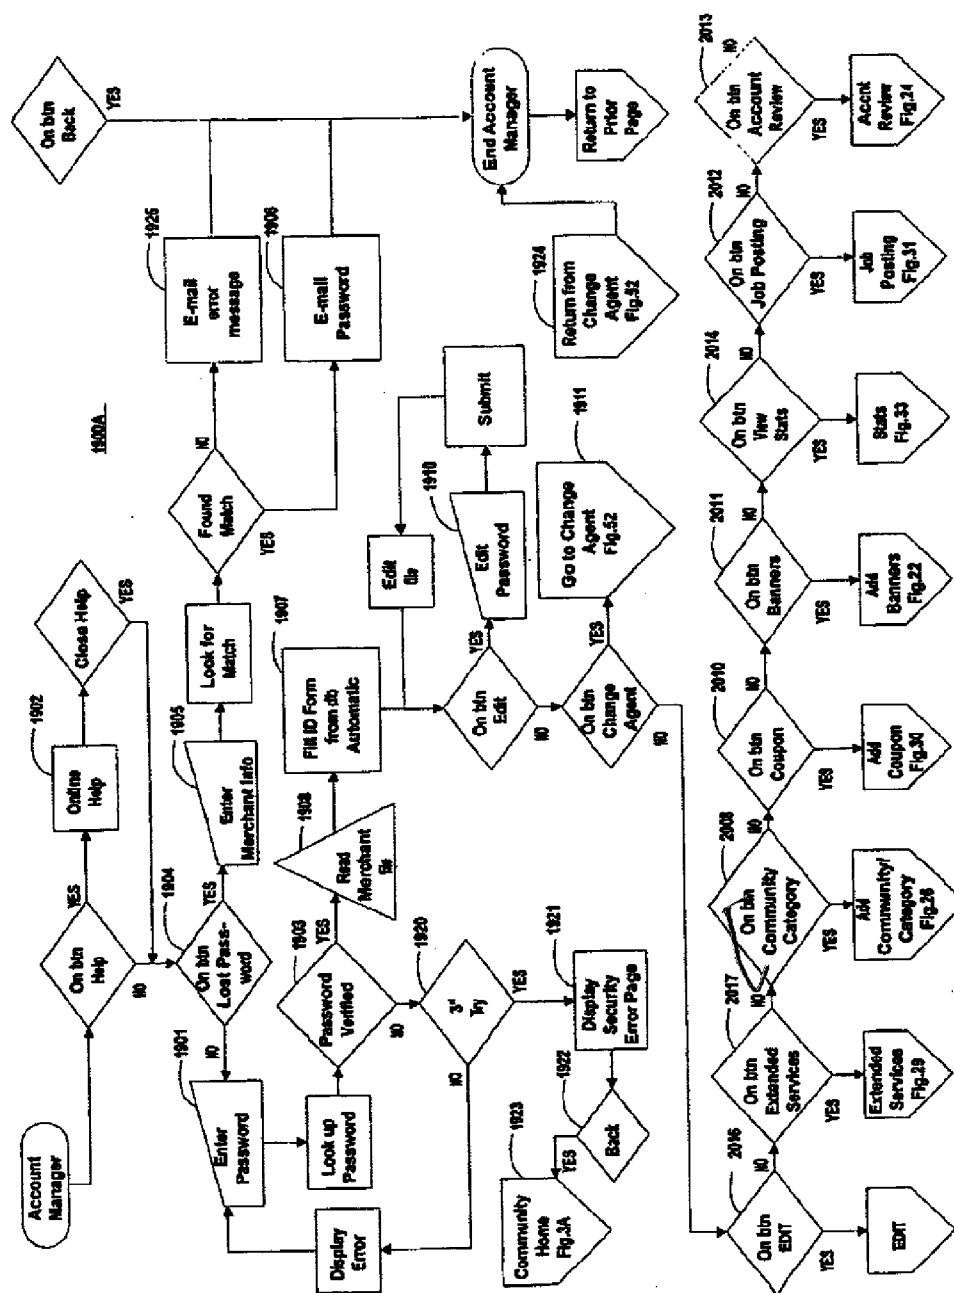 1900A
Account
Manager
On btn
Help
YES
NO
1902
Online
Help
Close Help
YES
1904
On btn
Lost Pass-
word
YES
NO
1905
Enter
Merchant Info
Look for
Match
Found
Match
NO
YES
1925
E-mail
error
message
1906
E-mail
Password
On btn
Back
YES
1901
Enter
Password
Look up
Password
Display
Error
1903
Password
Verified
YES
NO
1908
Read
Merchant
file
1907
Fill ID Form
from db
Automatic
Edit
file
1920
3rd
Try
YES
NO
1921
Display
Security
Error Page
1922
Back
YES
1923
Community
Home
Fig.3A
On btn
Edit
YES
NO
1910
Edit
Password
Submit
On btn
Change
Agent
YES
NO
1911
Go to Change
Agent
Fig.52
1924
Return from
Change
Agent
Fig.52
End Account
Manager
Return to
Prior
Page
2016
On btn
EDIT
NO
YES
EDIT
2017
On btn
Extended
Services
NO
YES
Extended
Services
Fig.29
2008
On btn
Community
Category
NO
YES
Add
Community/
Category
Fig.26
2010
On btn
Coupon
NO
YES
Add
Coupon
Fig.30
2011
On btn
Banners
NO
YES
Add
Banners
Fig.22
2014
On btn
View
Stats
NO
YES
Stats
Fig.33
2012
On btn
Job Posting
NO
YES
Job
Posting
Fig.31
2013
On btn
Account
Review
NO
YES
Accnt
Review
Fig.24